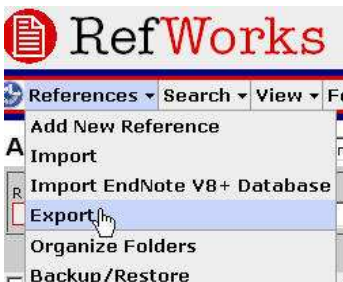 RefWorks
References Search View F
Add New Reference
A
Import
R
Import EndNote V8+ Database
Export
Organize Folders
Backup/Restore